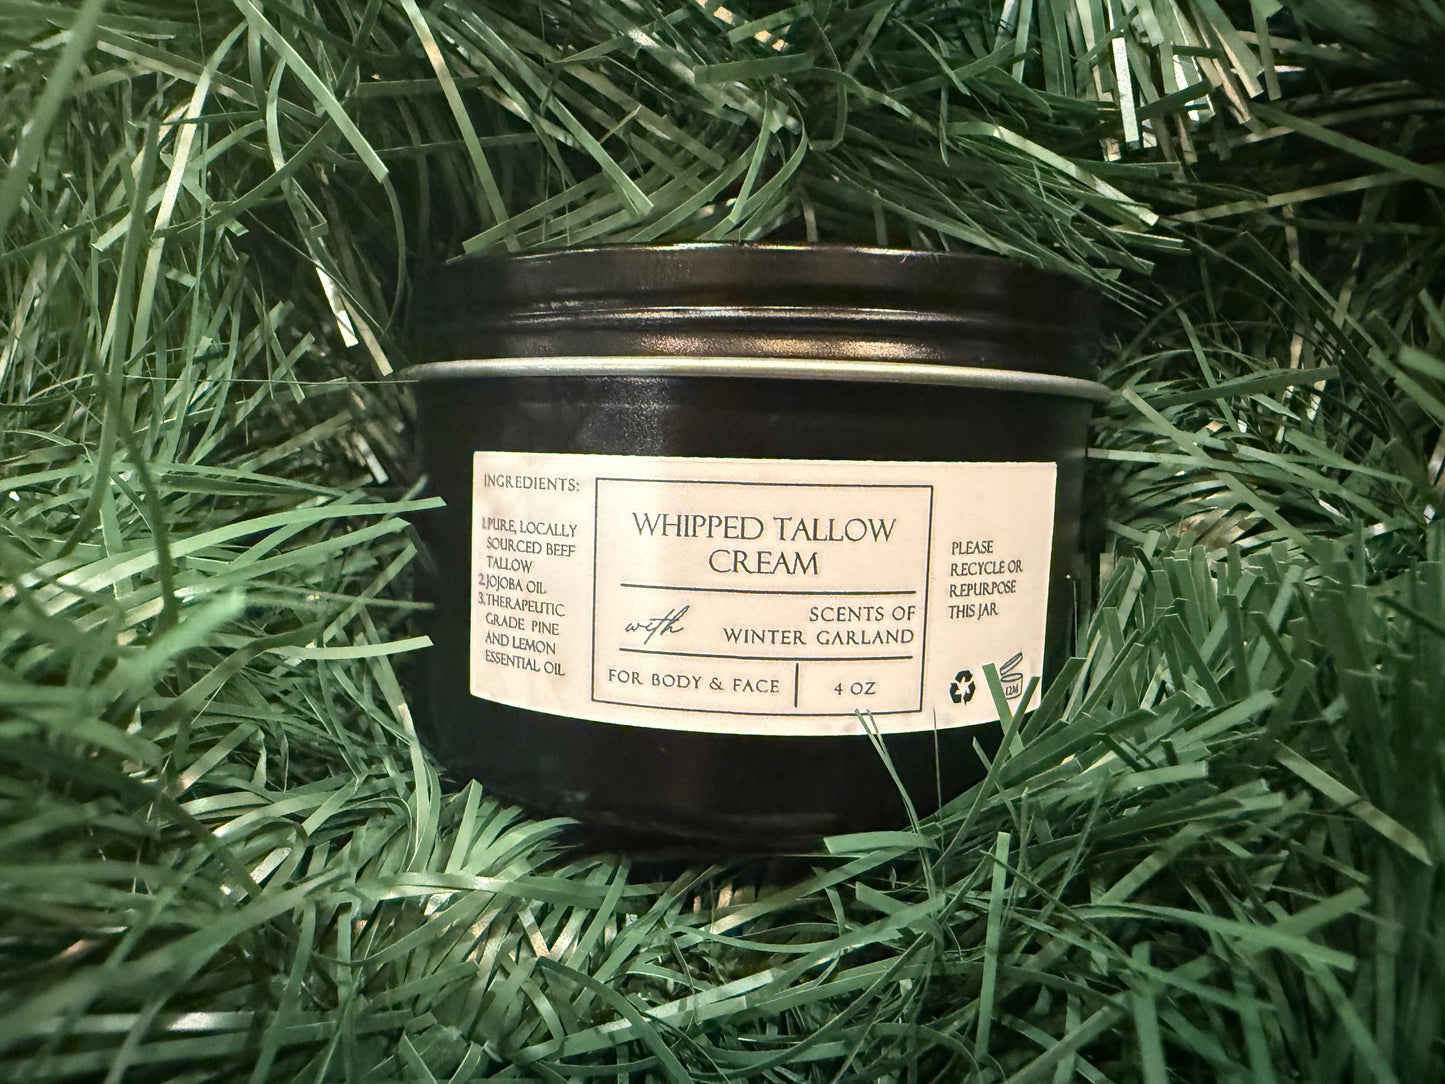 INGREDIENTS:
1. PURE, LOCALLY
SOURCED BEEF
TALLOW
2. JOJOBA OIL
3. THERAPEUTIC
GRADE PINE
AND LEMON
ESSENTIAL OIL
WHIPPED TALLOW
CREAM
with
SCENTS OF
WINTER GARLAND
FOR BODY & FACE
4 OZ
PLEASE
RECYCLE OR
REPURPOSE
THIS JAR
12M